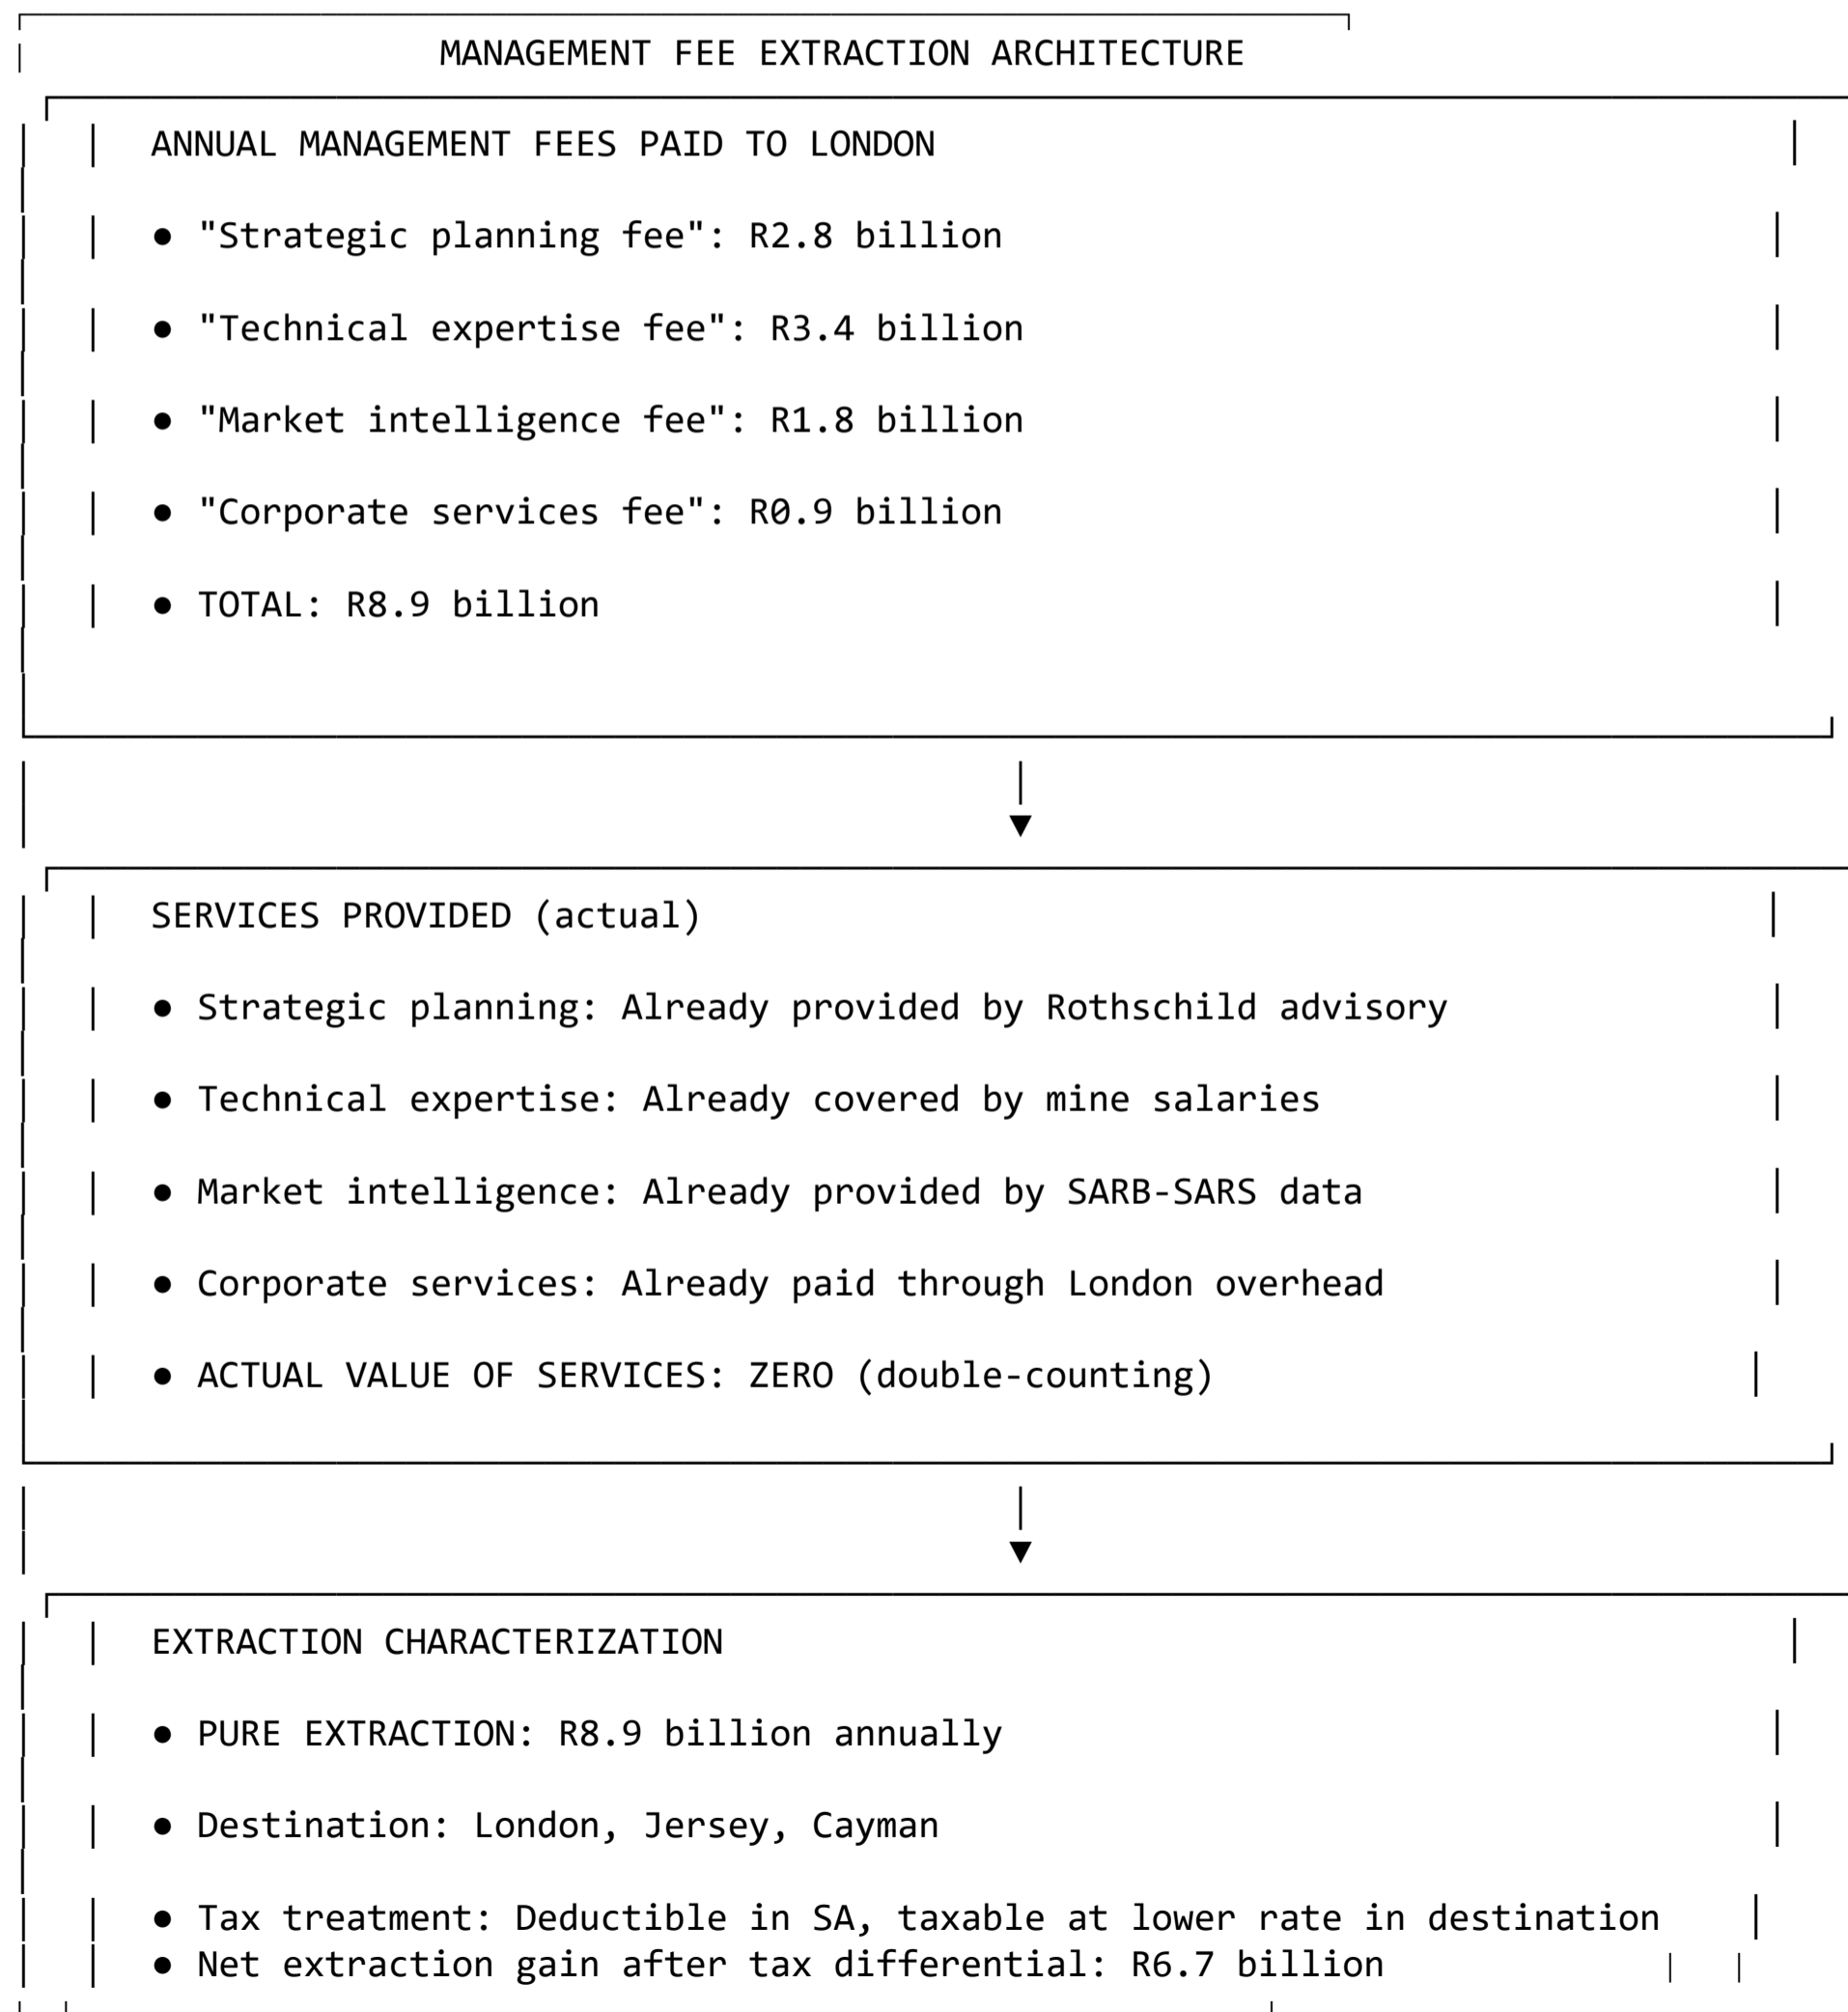 MANAGEMENT FEE EXTRACTION ARCHITECTURE
ANNUAL MANAGEMENT FEES PAID TO LONDON
● "Strategic planning fee": R2.8 billion
● "Technical expertise fee": R3.4 billion
● "Market intelligence fee": R1.8 billion
● "Corporate services fee": R0.9 billion
● TOTAL: R8.9 billion
▼
SERVICES PROVIDED (actual)
● Strategic planning: Already provided by Rothschild advisory
● Technical expertise: Already covered by mine salaries
● Market intelligence: Already provided by SARB-SARS data
● Corporate services: Already paid through London overhead
● ACTUAL VALUE OF SERVICES: ZERO (double-counting)
▼
EXTRACTION CHARACTERIZATION
● PURE EXTRACTION: R8.9 billion annually
● Destination: London, Jersey, Cayman
● Tax treatment: Deductible in SA, taxable at lower rate in destination
● Net extraction gain after tax differential: R6.7 billion